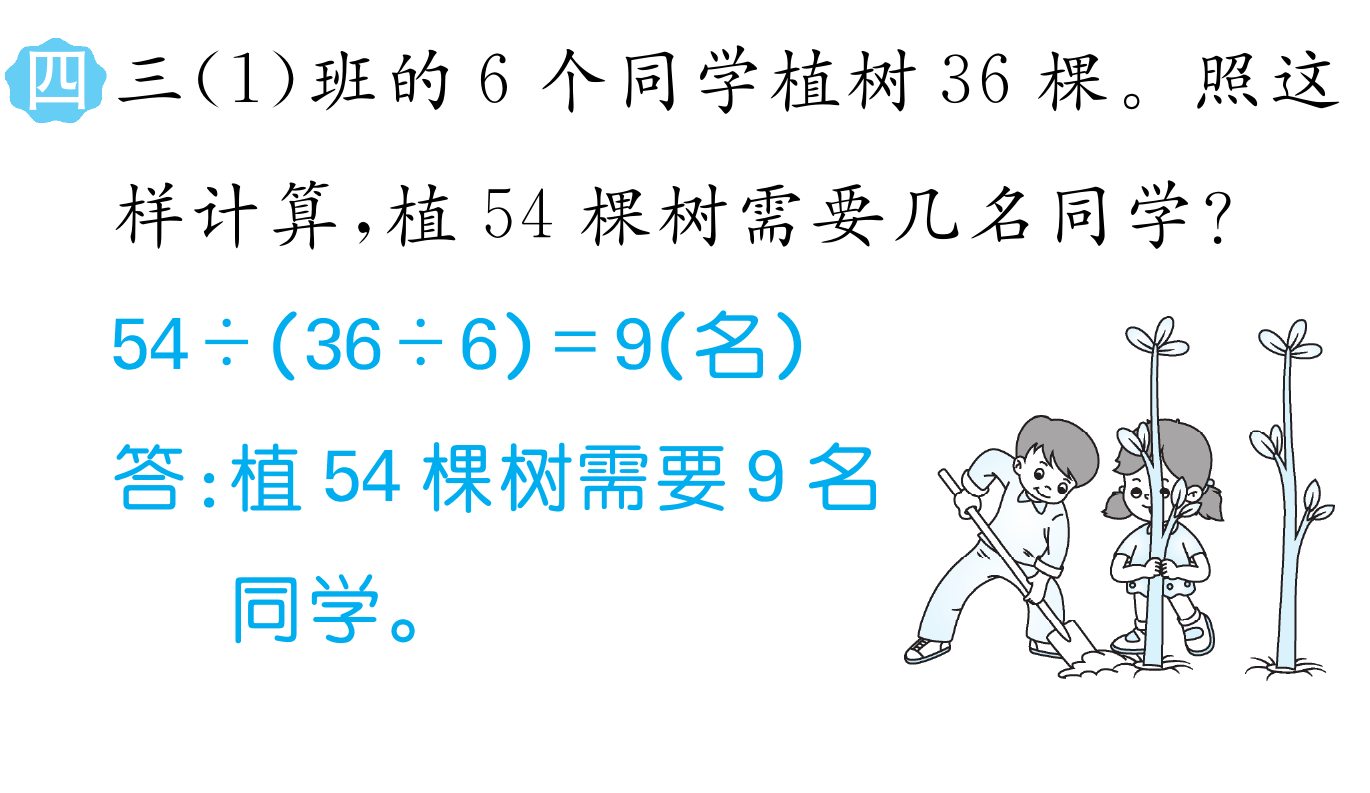 四 三(1)班的 6 个同学植树 36 棵。照这
样计算,植 54 棵树需要几名同学?
54÷(36÷6)=9(名)
答:植 54 棵树需要 9 名
同学。